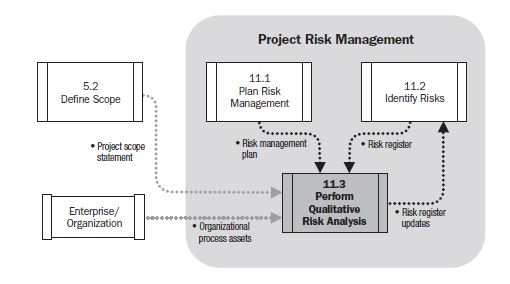 Project Risk Management
5.2
Define Scope
11.1
Plan Risk
Management
11.2
Identify Risks
• Project scope
statement
• Risk management
plan
• Risk register
11.3
Perform
Qualitative
Risk Analysis
Enterprise/
Organization
• Organizational
process assets
• Risk register
updates